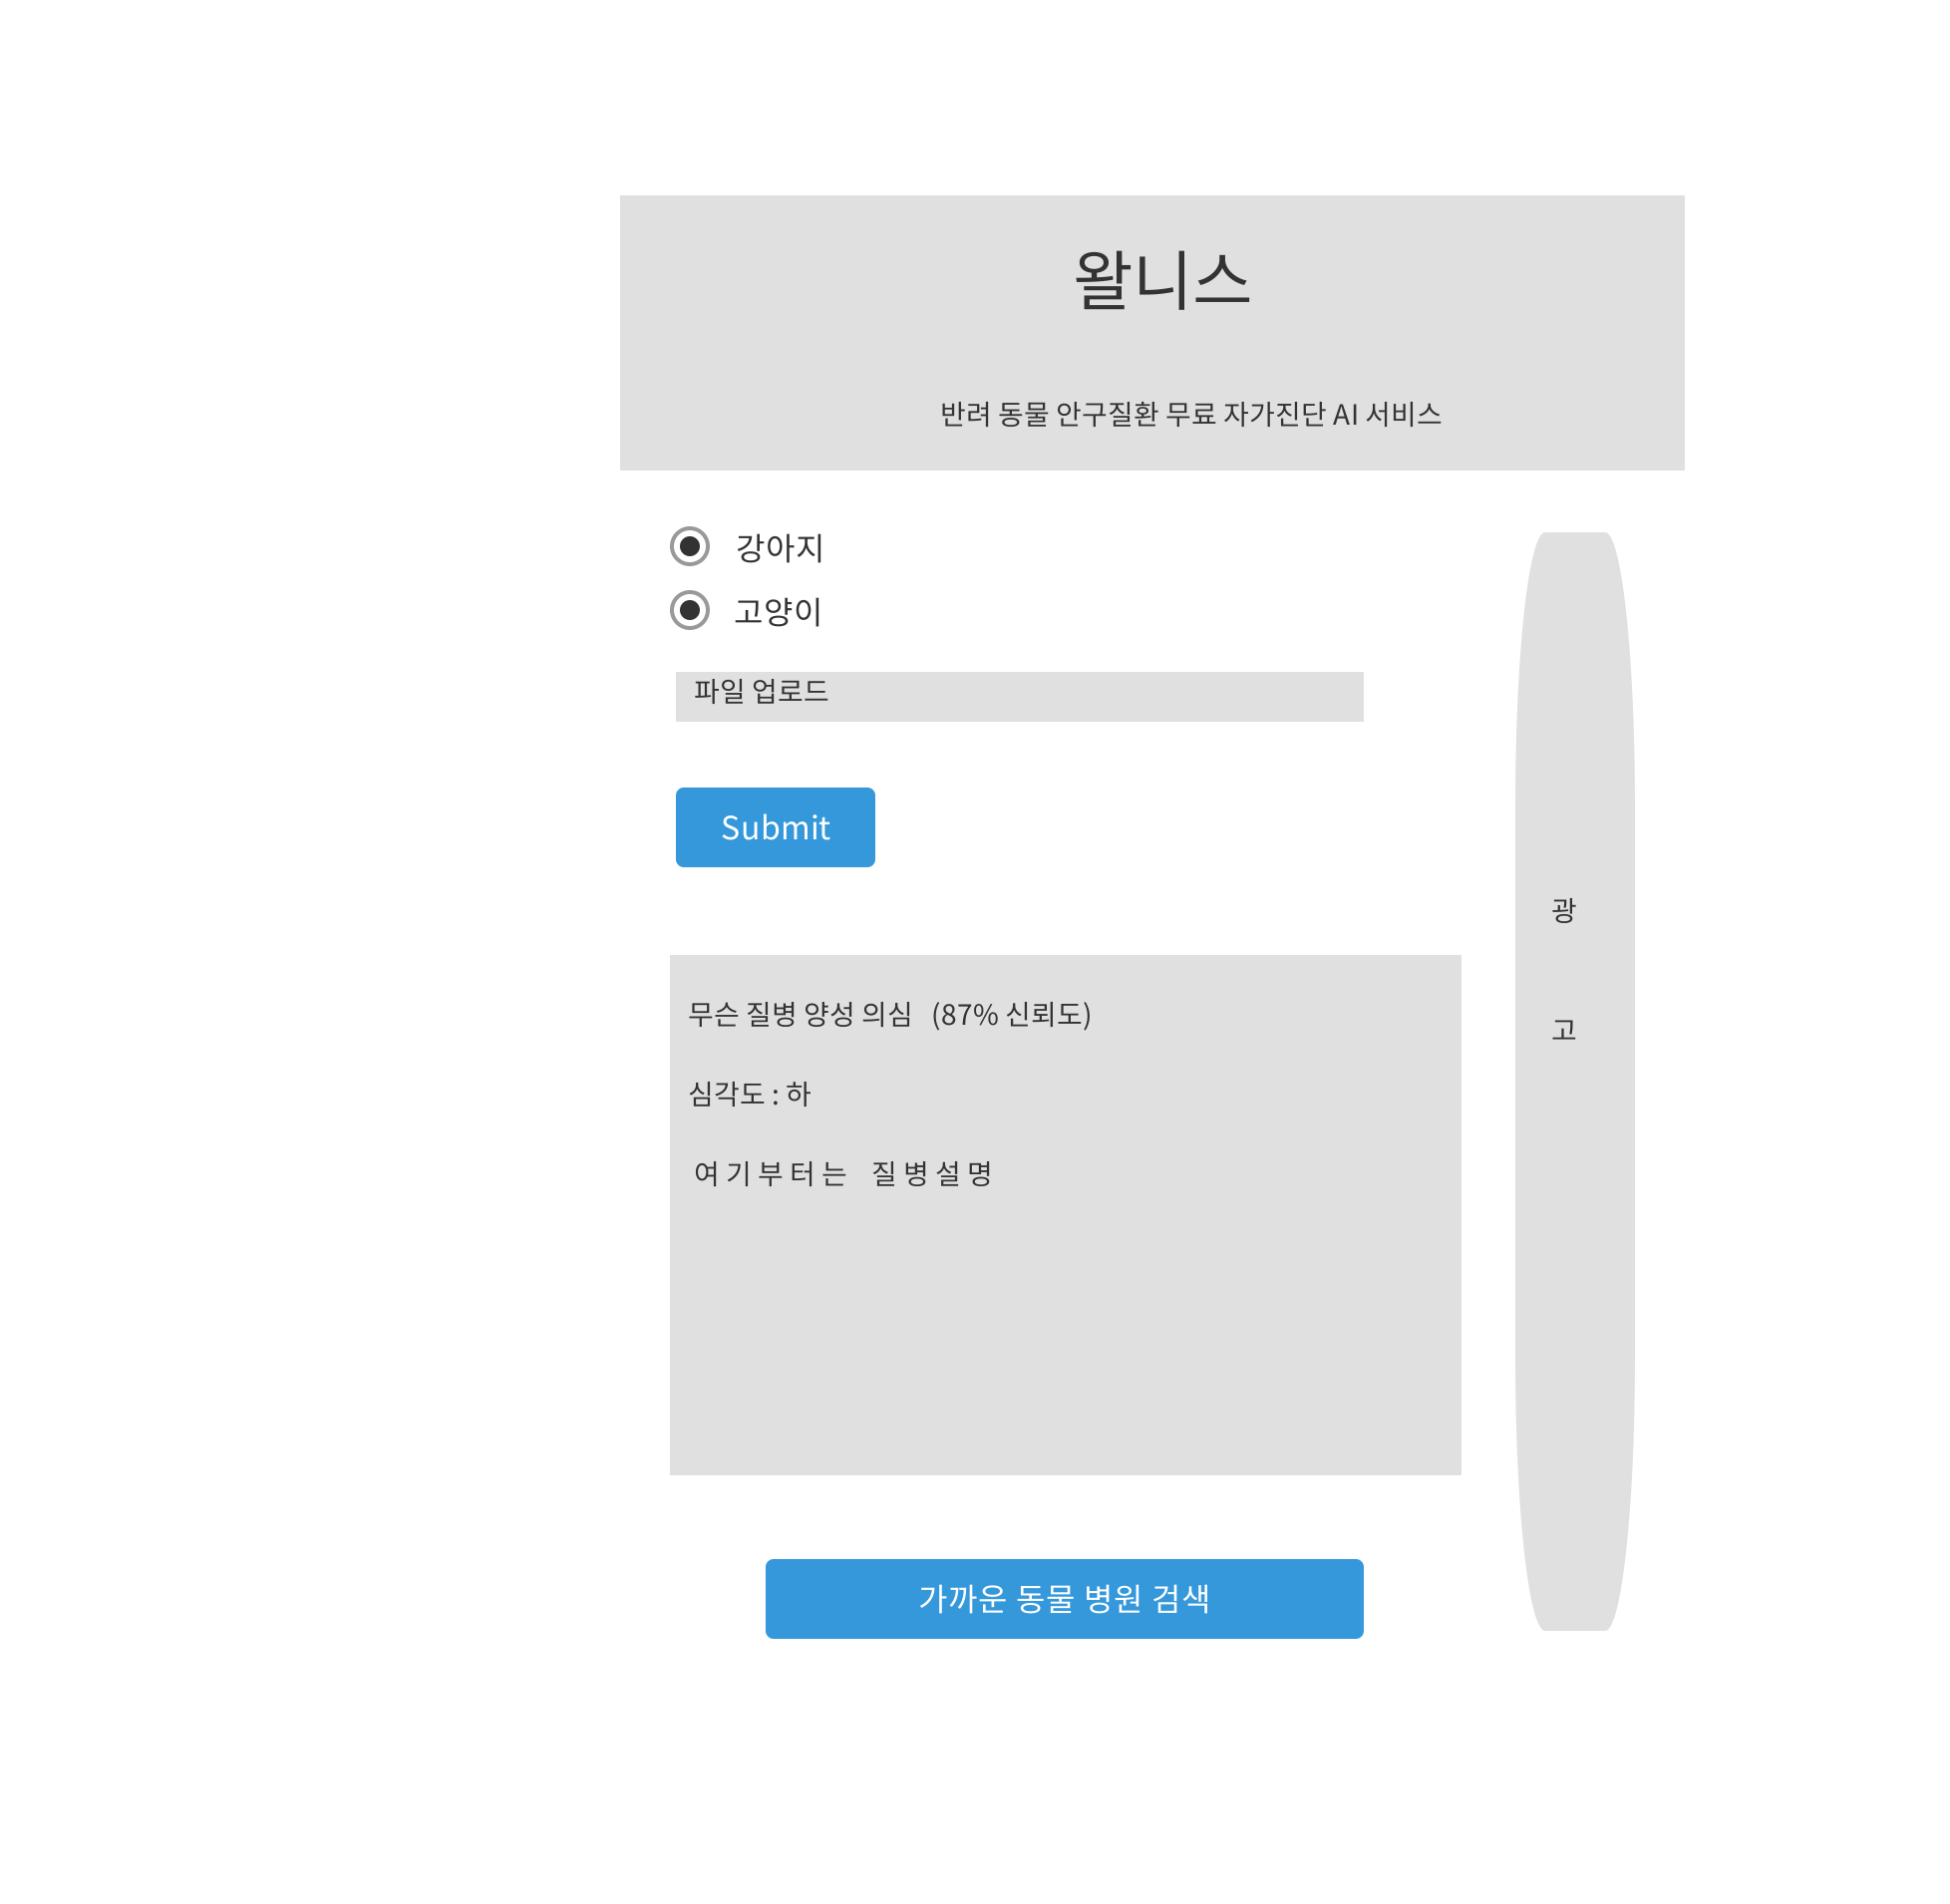 왈니스
반려 동물 안구질환 무료 자가진단 AI 서비스
강아지
고양이
파일 업로드
Submit
무슨 질병 양성 의심 (87% 신뢰도)
심각도 : 하
여기부터는 질병설명
가까운 동물 병원 검색
광
고